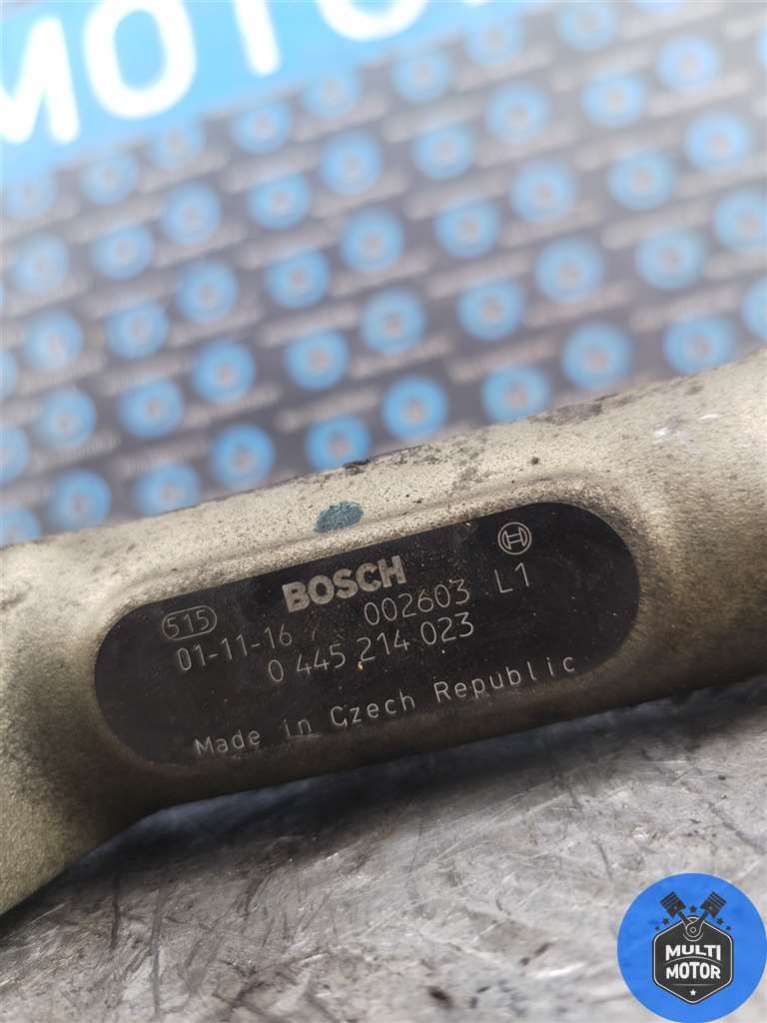 MOTO
BOSCH
515
01-11-16 002603 L1
0 445 214 023
Made in Czech Republic
MULTI
MOTOR